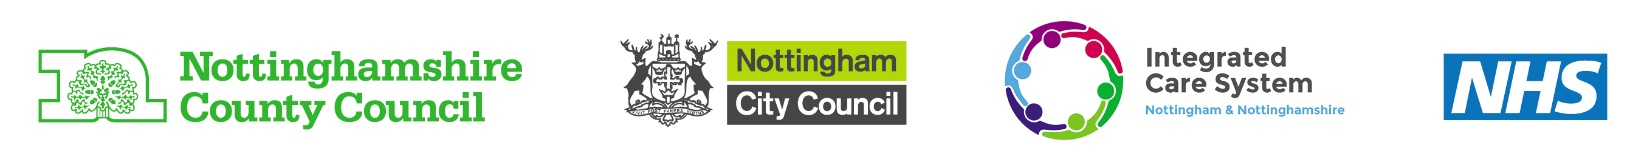 Nottinghamshire
County Council
Nottingham
City Council
Integrated
Care System
Nottingham & Nottinghamshire
NHS